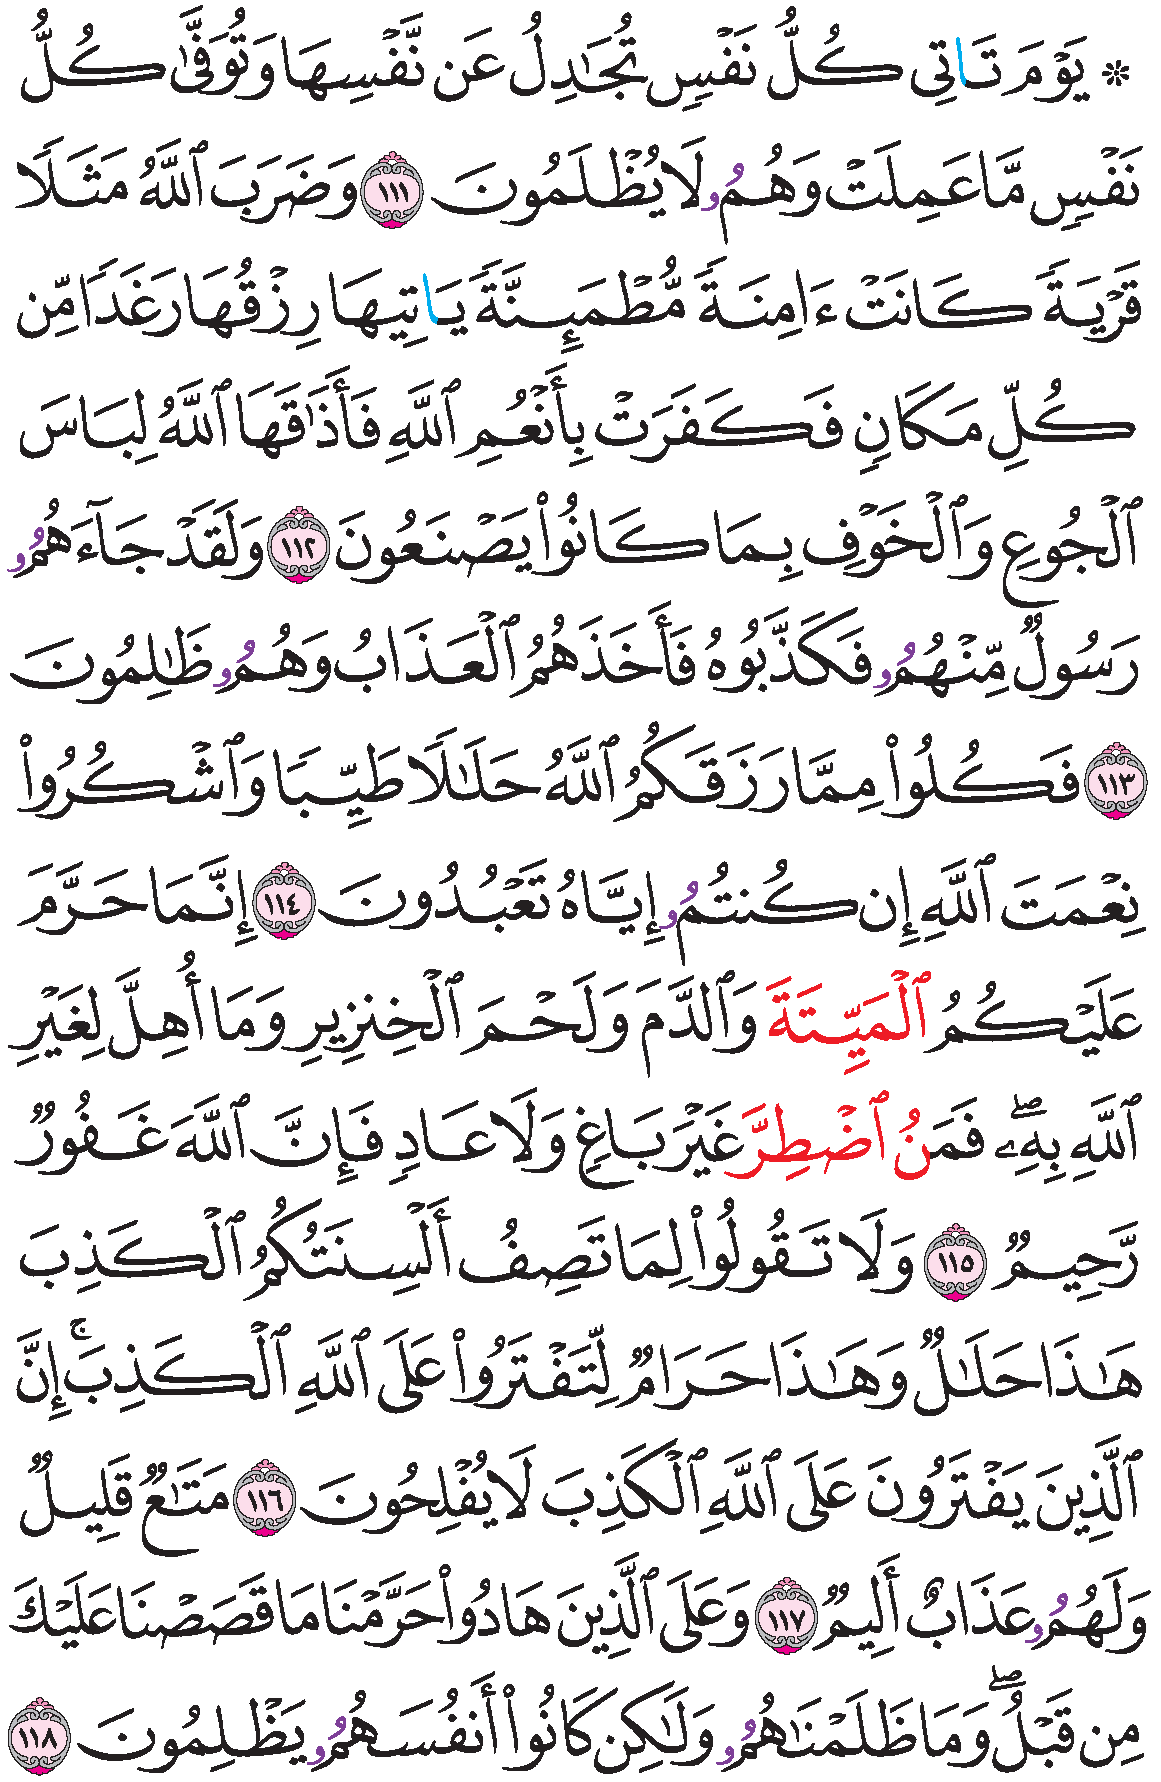 ۞ يَوْمَ تَاتِى كُلُّ نَفْسٍ تُجَٰدِلُ عَن نَّفْسِهَا وَتُوَفَّىٰ كُلُّ
نَفْسٍ مَّا عَمِلَتْ وَهُمُۥ لَا يُظْلَمُونَ ١١١ وَضَرَبَ ٱللَّهُ مَثَلًا
قَرْيَةً كَانَتْ ءَامِنَةً مُّطْمَئِنَّةً يَاتِيهَا رِزْقُهَا رَغَدًا مِّن
كُلِّ مَكَانٍ فَكَفَرَتْ بِأَنْعُمِ ٱللَّهِ فَأَذَٰقَهَا ٱللَّهُ لِبَاسَ
ٱلْجُوعِ وَٱلْخَوْفِ بِمَا كَانُوا۟ يَصْنَعُونَ ١١٢ وَلَقَدْ جَآءَهُمُۥ
رَسُولٌ مِّنْهُمُۥ فَكَذَّبُوهُ فَأَخَذَهُمُ ٱلْعَذَابُ وَهُمُۥ ظَٰلِمُونَ
١١٣ فَكُلُوا۟ مِمَّا رَزَقَكُمُ ٱللَّهُ حَلَٰلًا طَيِّبًا وَٱشْكُرُوا۟
نِعْمَتَ ٱللَّهِ إِن كُنتُمُۥ إِيَّاهُ تَعْبُدُونَ ١١٤ إِنَّمَا حَرَّمَ
عَلَيْكُمُ ٱلْمَيِّتَةَ وَٱلدَّمَ وَلَحْمَ ٱلْخِنزِيرِ وَمَا أُهِلَّ لِغَيْرِ
ٱللَّهِ بِهِۦۖ فَمَنُ ٱضْطِرَّ غَيْرَ بَاغٍ وَلَا عَادٍ فَإِنَّ ٱللَّهَ غَفُورٌ
رَّحِيمٌ ١١٥ وَلَا تَقُولُوا۟ لِمَا تَصِفُ أَلْسِنَتُكُمُ ٱلْكَذِبَ
هَٰذَا حَلَٰلٌ وَهَٰذَا حَرَامٌ لِّتَفْتَرُوا۟ عَلَى ٱللَّهِ ٱلْكَذِبَۚ إِنَّ
ٱلَّذِينَ يَفْتَرُونَ عَلَى ٱللَّهِ ٱلْكَذِبَ لَا يُفْلِحُونَ ١١٦ مَتَٰعٌ قَلِيلٌ
وَلَهُمُۥ عَذَابٌ أَلِيمٌ ١١٧ وَعَلَى ٱلَّذِينَ هَادُوا۟ حَرَّمْنَا مَا قَصَصْنَا عَلَيْكَ
مِن قَبْلُۖ وَمَا ظَلَمْنَٰهُمُۥ وَلَٰكِن كَانُوا۟ أَنفُسَهُمُۥ يَظْلِمُونَ ١١٨